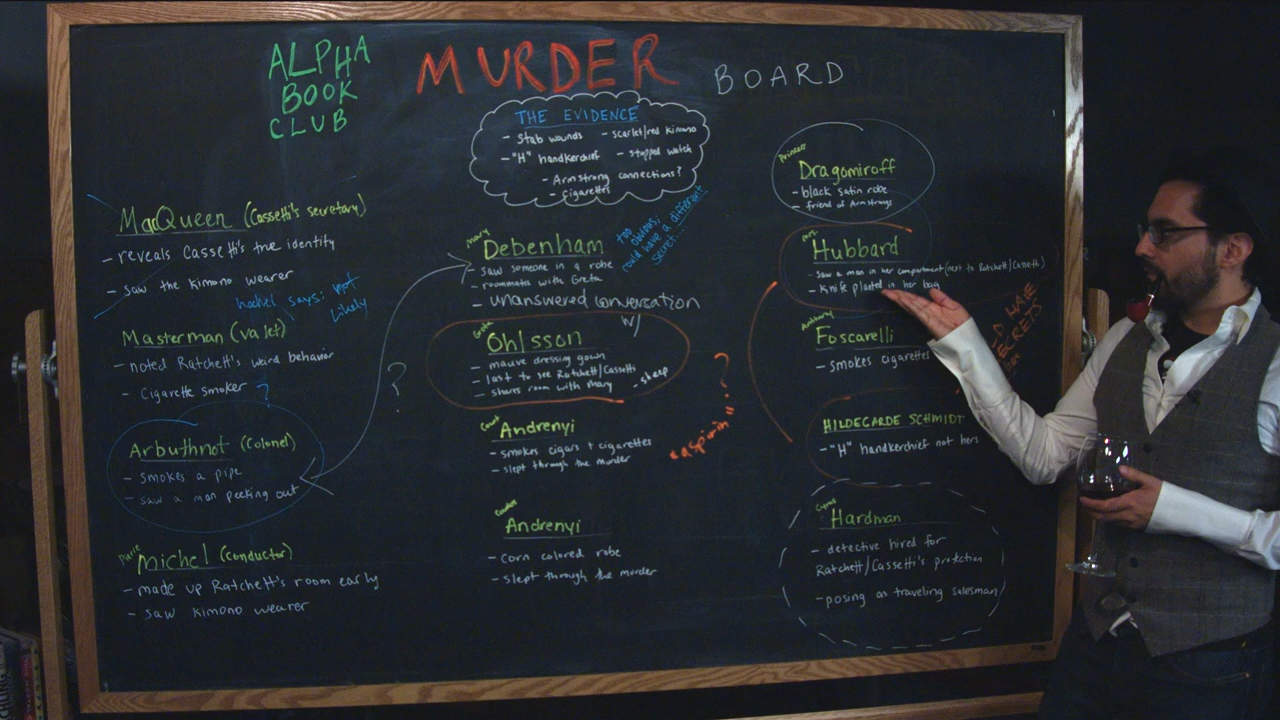 ALPHA
BOOK
CLUB
MURDER BOARD
THE EVIDENCE
- stab wounds - scarlet/red kimono
- "H" handkerchief - stopped watch
- Armstrong connections?
- cigarettes
MacQueen (Cassetti's secretary)
- reveals Cassetti's true identity
- saw the kimono wearer
says: not
likely
Masterman (valet)
- noted Ratchett's weird behavior
- Cigarette smoker ?
Arbuthnot (Colonel)
- smokes a pipe
- saw a man peeking out
?
Pierre
Michel (conductor)
- made up Ratchett's room early
- saw kimono wearer
Mary
Debenham
- saw someone in a robe
- roommates with Greta
- unanswered conversation
w/
too
obvious,
could have a different
secret...
Greta
Ohlsson
- mauve dressing gown
- last to see Ratchett/Cassetti
- shares room with Mary - sleep
?
"aspirin"
Count
Andrenyi
- smokes cigars + cigarettes
- slept through the murder
Countess
Andrenyi
- corn colored robe
- slept through the murder
Princess
Dragomiroff
- black satin robe
- friend of Armstrongs
Mrs.
Hubbard
- saw a man in her compartment (next to Ratchett/Cassetti)
- knife planted in her bag
Anthony
Foscarelli
- smokes cigarettes
HILDEGARDE SCHMIDT
- "H" handkerchief not hers
Cyrus
Hardman
- detective hired for
Ratchett/Cassetti's protection
- posing as traveling salesman